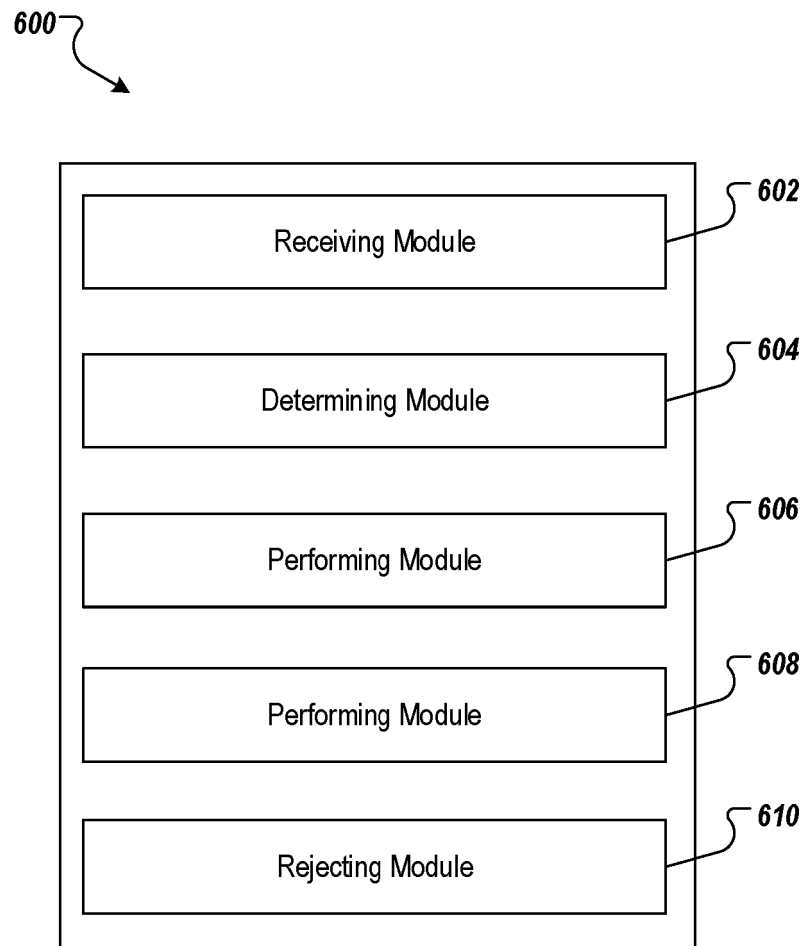 600
602
Receiving Module
604
Determining Module
606
Performing Module
608
Performing Module
610
Rejecting Module